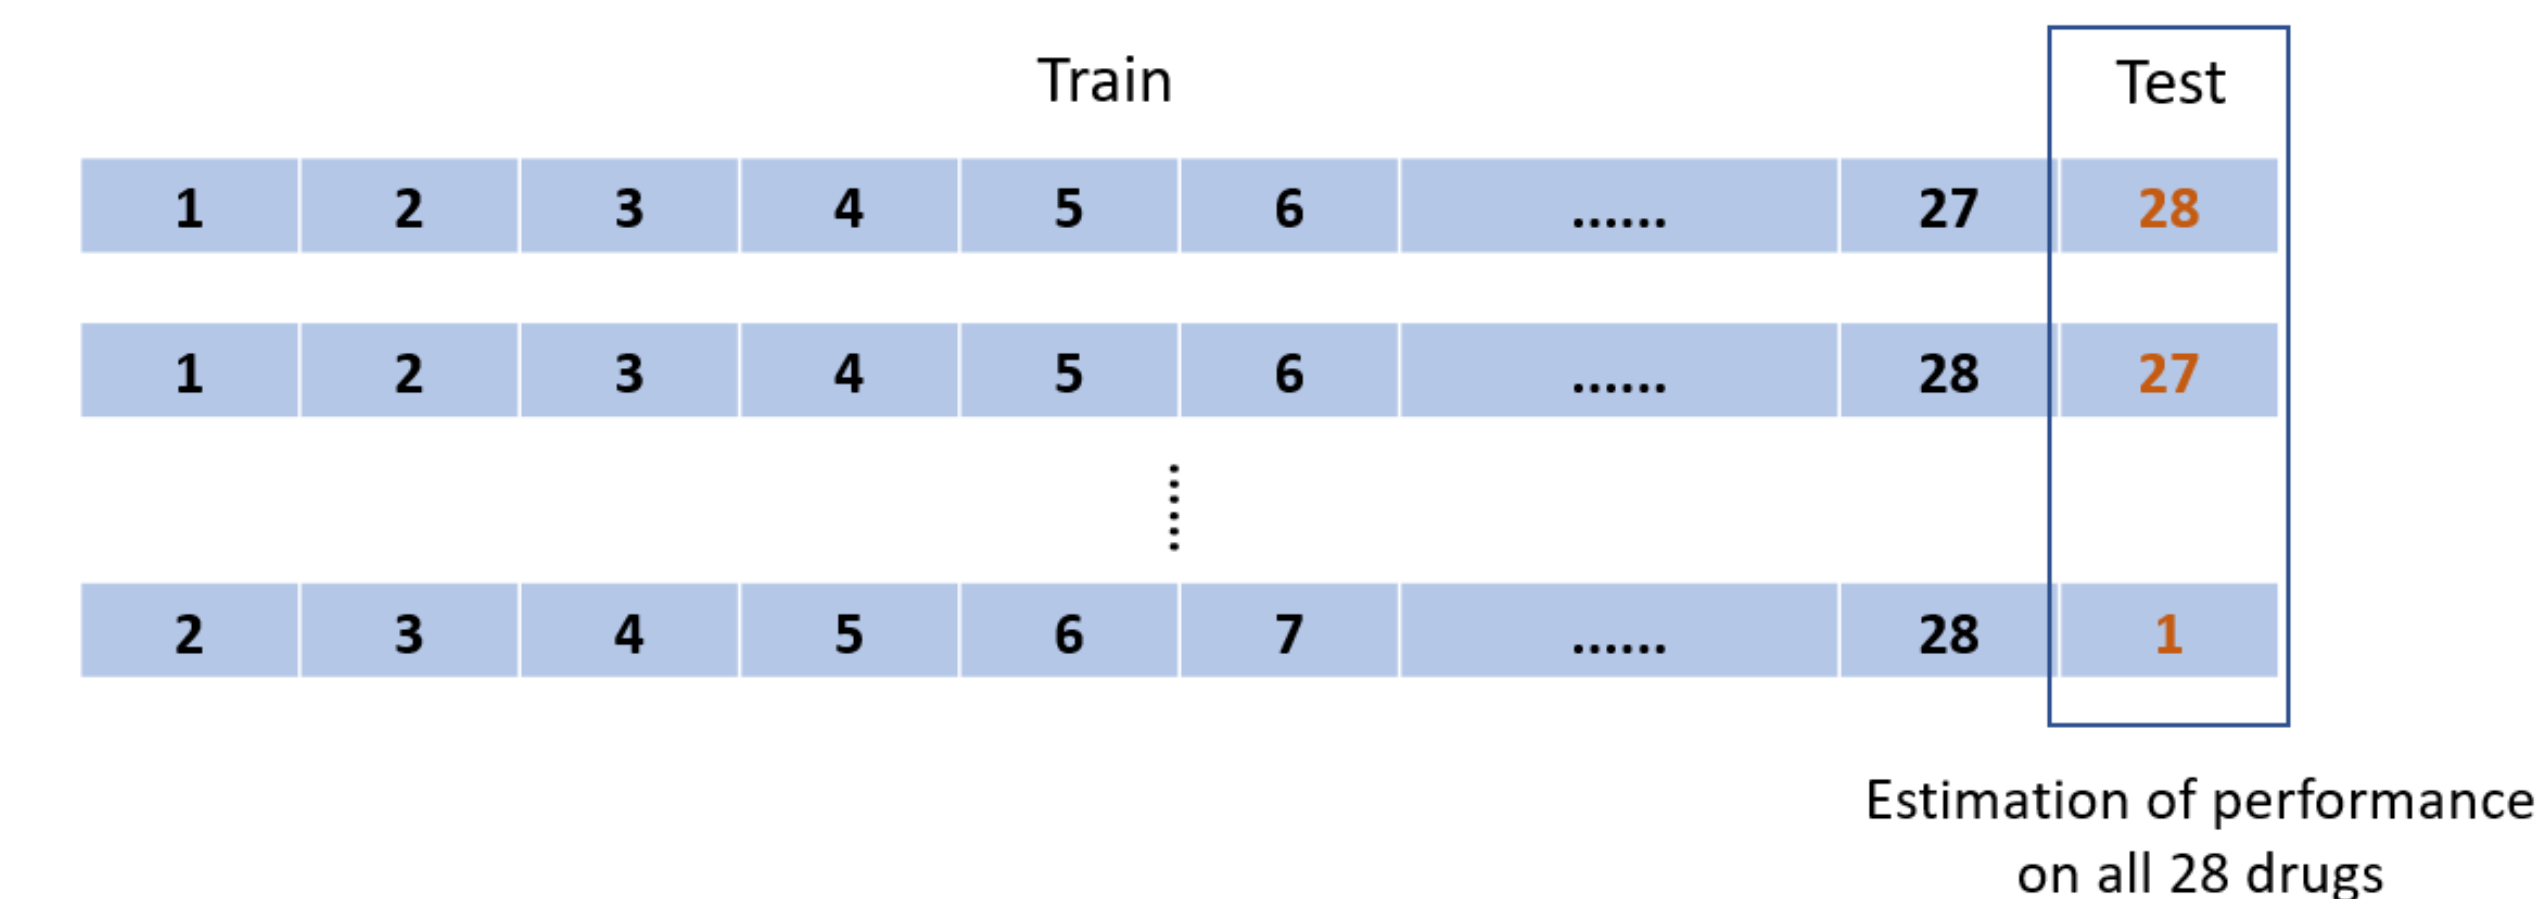 Train Test
1 2 3 4 5 6 ...... 27 28
1 2 3 4 5 6 ...... 28 27
......
2 3 4 5 6 7 ...... 28 1
Estimation of performance
on all 28 drugs